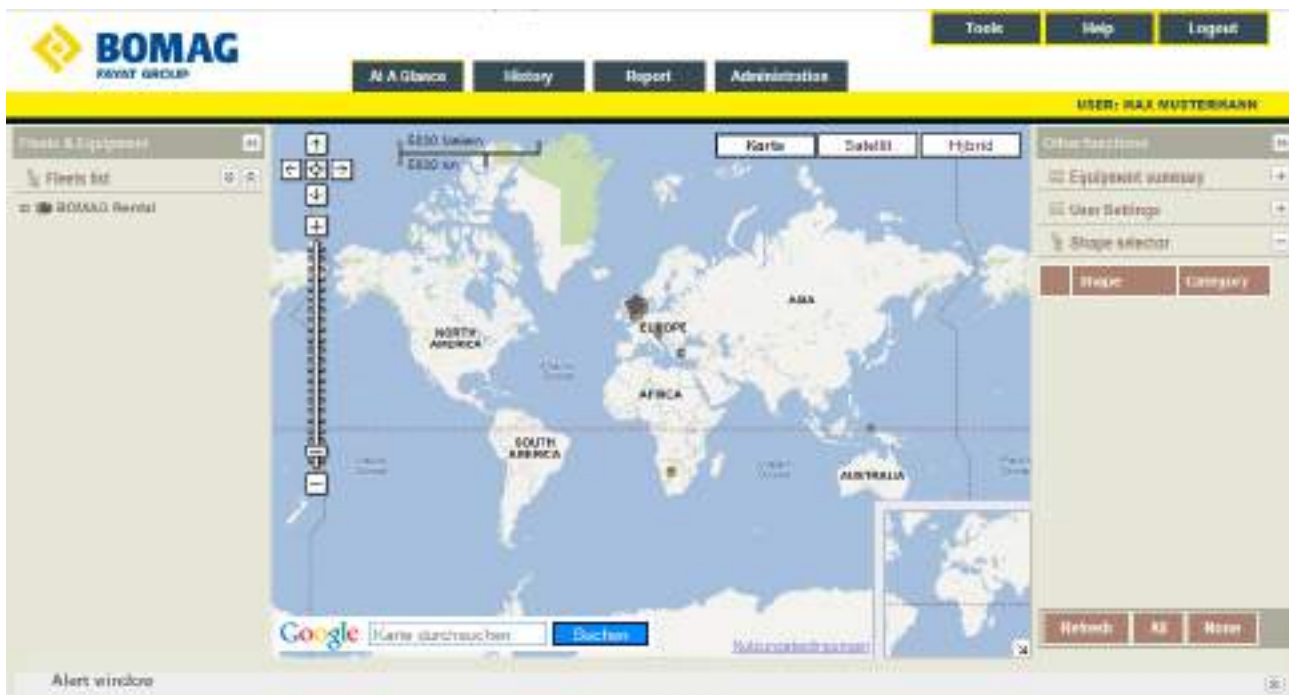 Tools Help Logout
BOMAG
FAYAT GROUP
At A Glance History Report Administration
USER: MAX MUSTERMANN
Fleets & Equipment
Other functions
Fleets list
BOMAG Rental
Karte Satellit Hybrid
Equipment summary
User Settings
Shape selector
Shape Category
NORTH
AMERICA
EUROPE
ASIA
AFRICA
SOUTH
AMERICA
AUSTRALIA
Google Karte durchsuchen Suchen
Nutzungsbedingungen
Refresh All None
Alert window